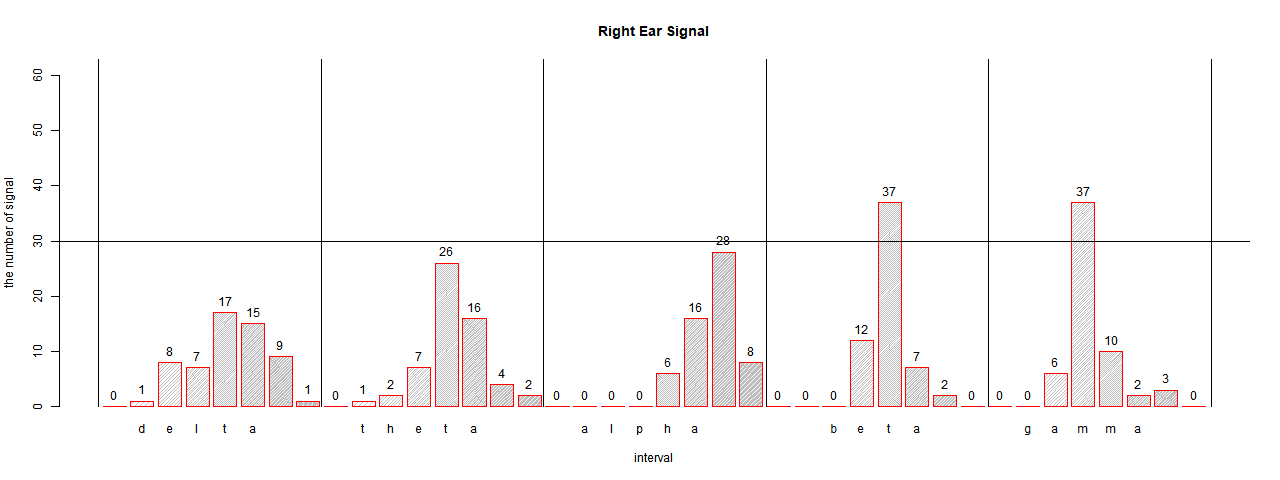 Right Ear Signal
the number of signal
60
50
40
30
20
10
0
0 1 8 7 17 15 9 1 0 1 2 7 26 16 4 2 0 0 0 0 6 16 28 8 0 0 0 12 37 7 2 0 0 0 6 37 10 2 3 0
d e l t a t h e t a a l p h a b e t a g a m m a
interval